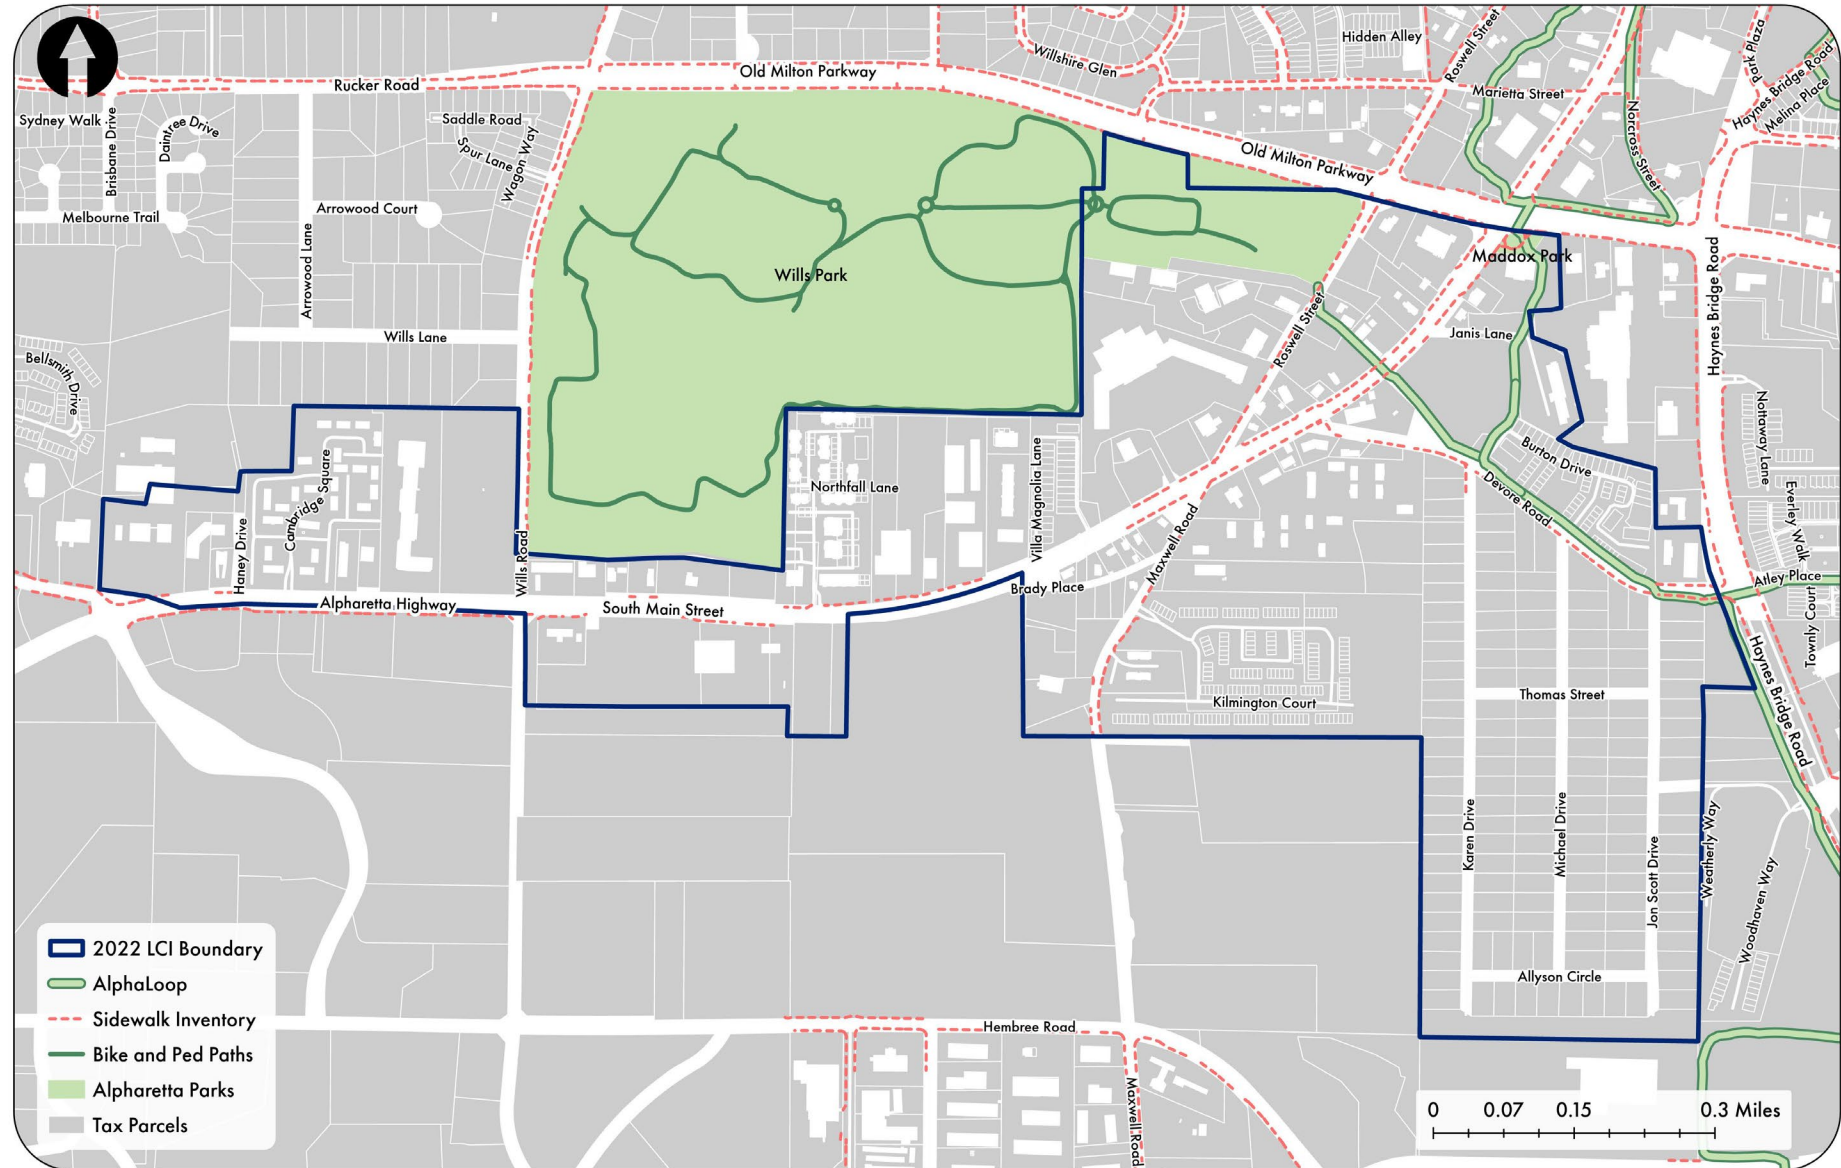 Hidden Alley
Roswell Street
Park Plaza
Willshire Glen
Old Milton Parkway
Rucker Road
Marietta Street
Haynes Bridge Road
Melina Place
Sydney Walk
Brisbane Drive
Daintree Drive
Saddle Road
Spur Lane
Wagon Way
Norcross Street
Old Milton Parkway
Melbourne Trail
Arrowood Court
Arrowood Lane
Wills Park
Maddox Park
Haynes Bridge Road
Wills Lane
Roswell Street
Janis Lane
Bellsmith Drive
Nottaway Lane
Burton Drive
Cambridge Square
Northfall Lane
Villa Magnolia Lane
Devore Road
Everley Walk
Haney Drive
Wills Road
Maxwell Road
Brady Place
Atley Place
Alpharetta Highway
South Main Street
Townly Court
Thomas Street
Kilmington Court
Haynes Bridge Road
Karen Drive
Michael Drive
Jon Scott Drive
Weatherly Way
Woodhaven Way
Allyson Circle
Hembree Road
Maxwell Road
2022 LCI Boundary
AlphaLoop
Sidewalk Inventory
Bike and Ped Paths
Alpharetta Parks
Tax Parcels
0 0.07 0.15 0.3 Miles